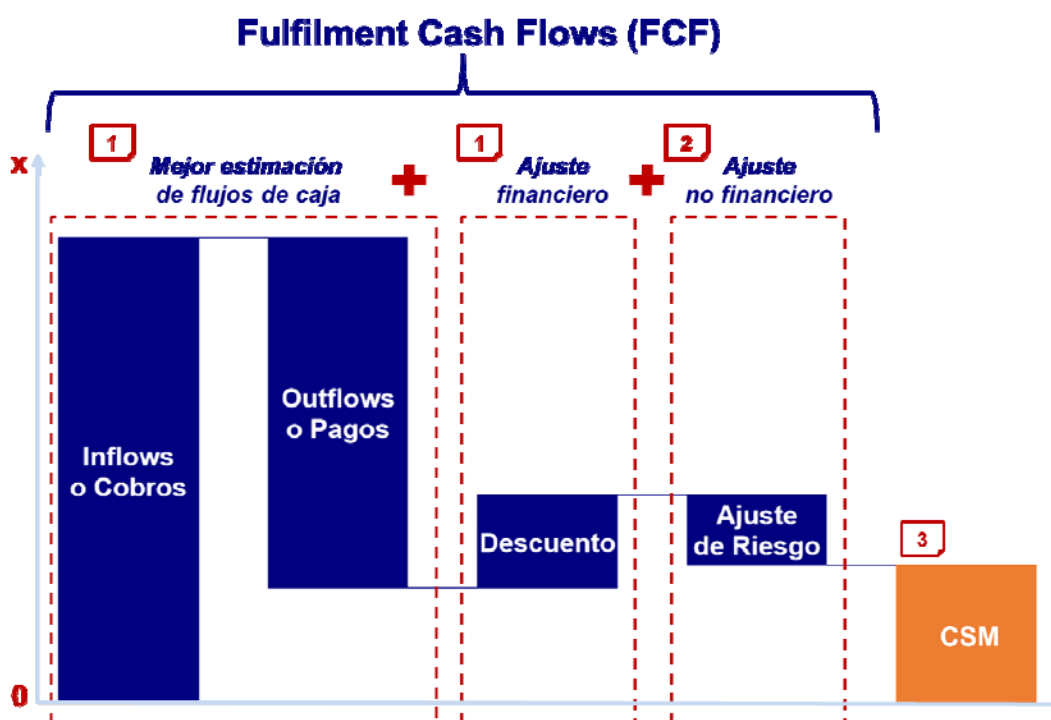 Fulfilment Cash Flows (FCF)
1
Mejor estimación
de flujos de caja
+
1
Ajuste
financiero
+
2
Ajuste
no financiero
X
Inflows
o Cobros
Outflows
o Pagos
Descuento
Ajuste
de Riesgo
3
CSM
0